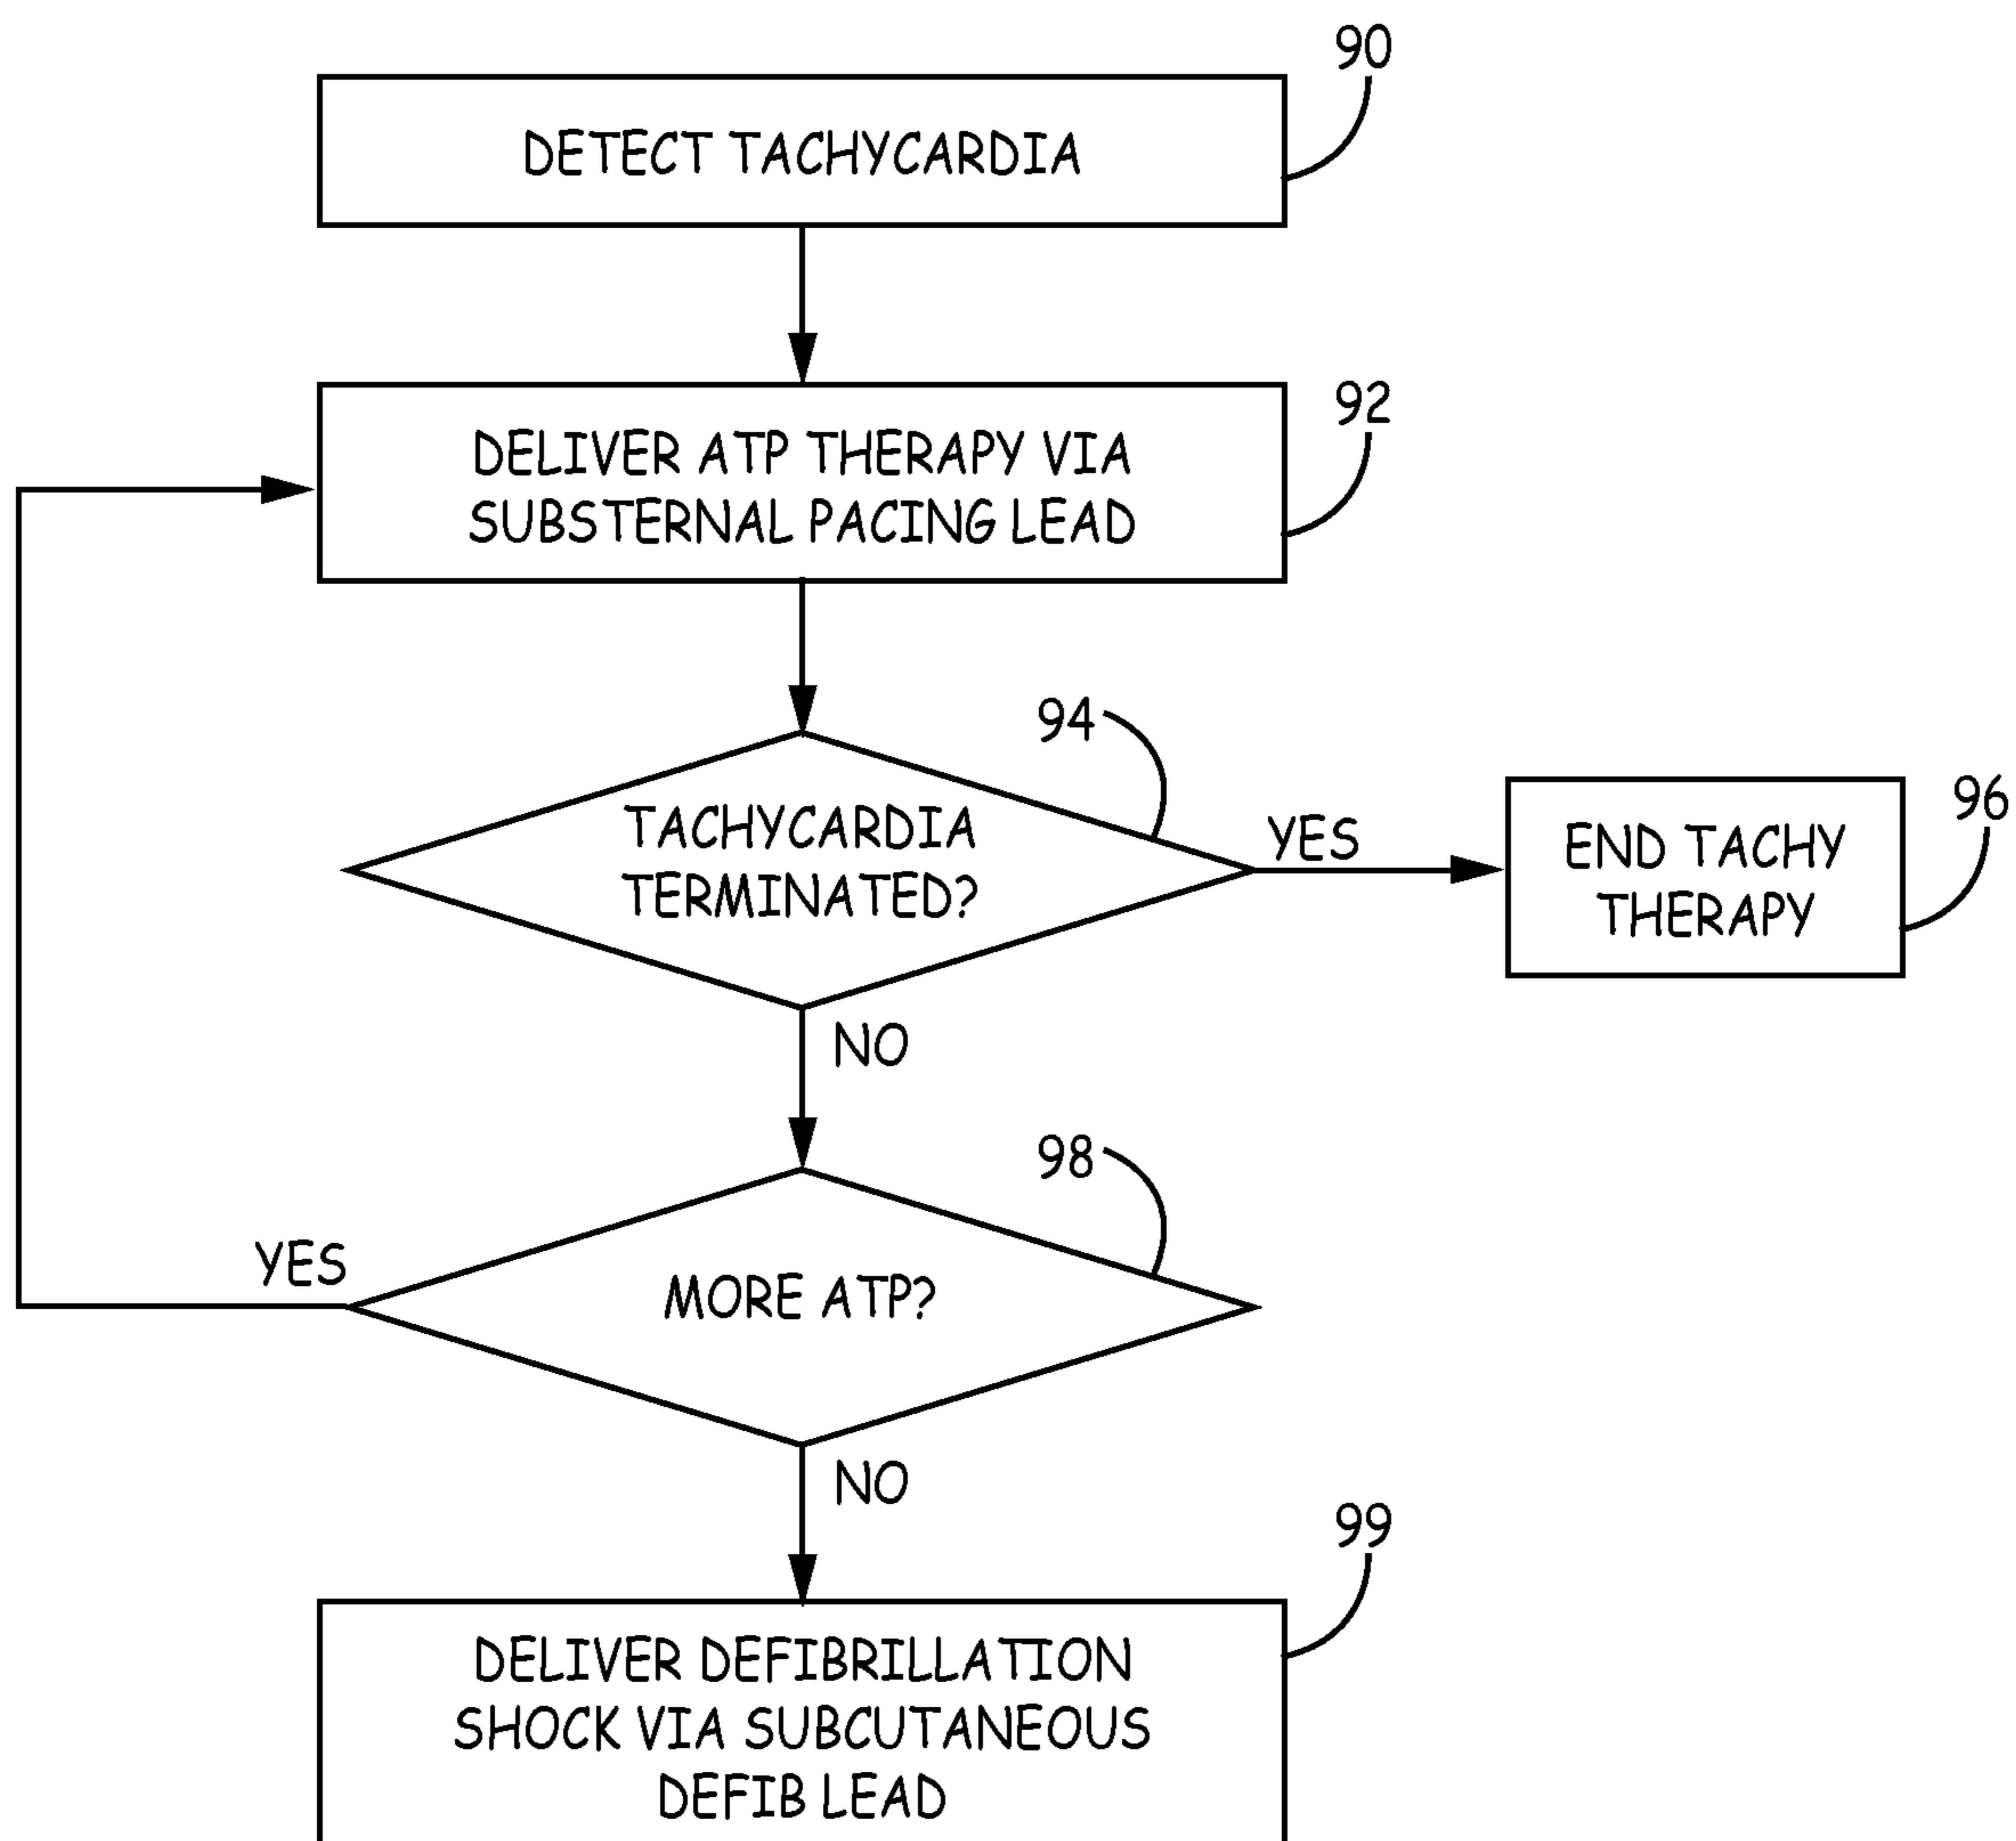 90
DETECT TACHYCARDIA
92
DELIVER ATP THERAPY VIA
SUBSTERNAL PACING LEAD
94
TACHYCARDIA
TERMINATED?
YES
96
END TACHY
THERAPY
NO
98
YES
MORE ATP?
NO
99
DELIVER DEFIBRILLATION
SHOCK VIA SUBCUTANEOUS
DEFIB LEAD